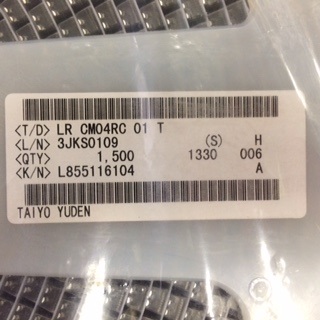 <T/D> LR CM04RC 01 T
<L/N> 3JKS0109 (S) H
<QTY> 1,500 1330 006
<K/N> L855116104 A
TAIYO YUDEN